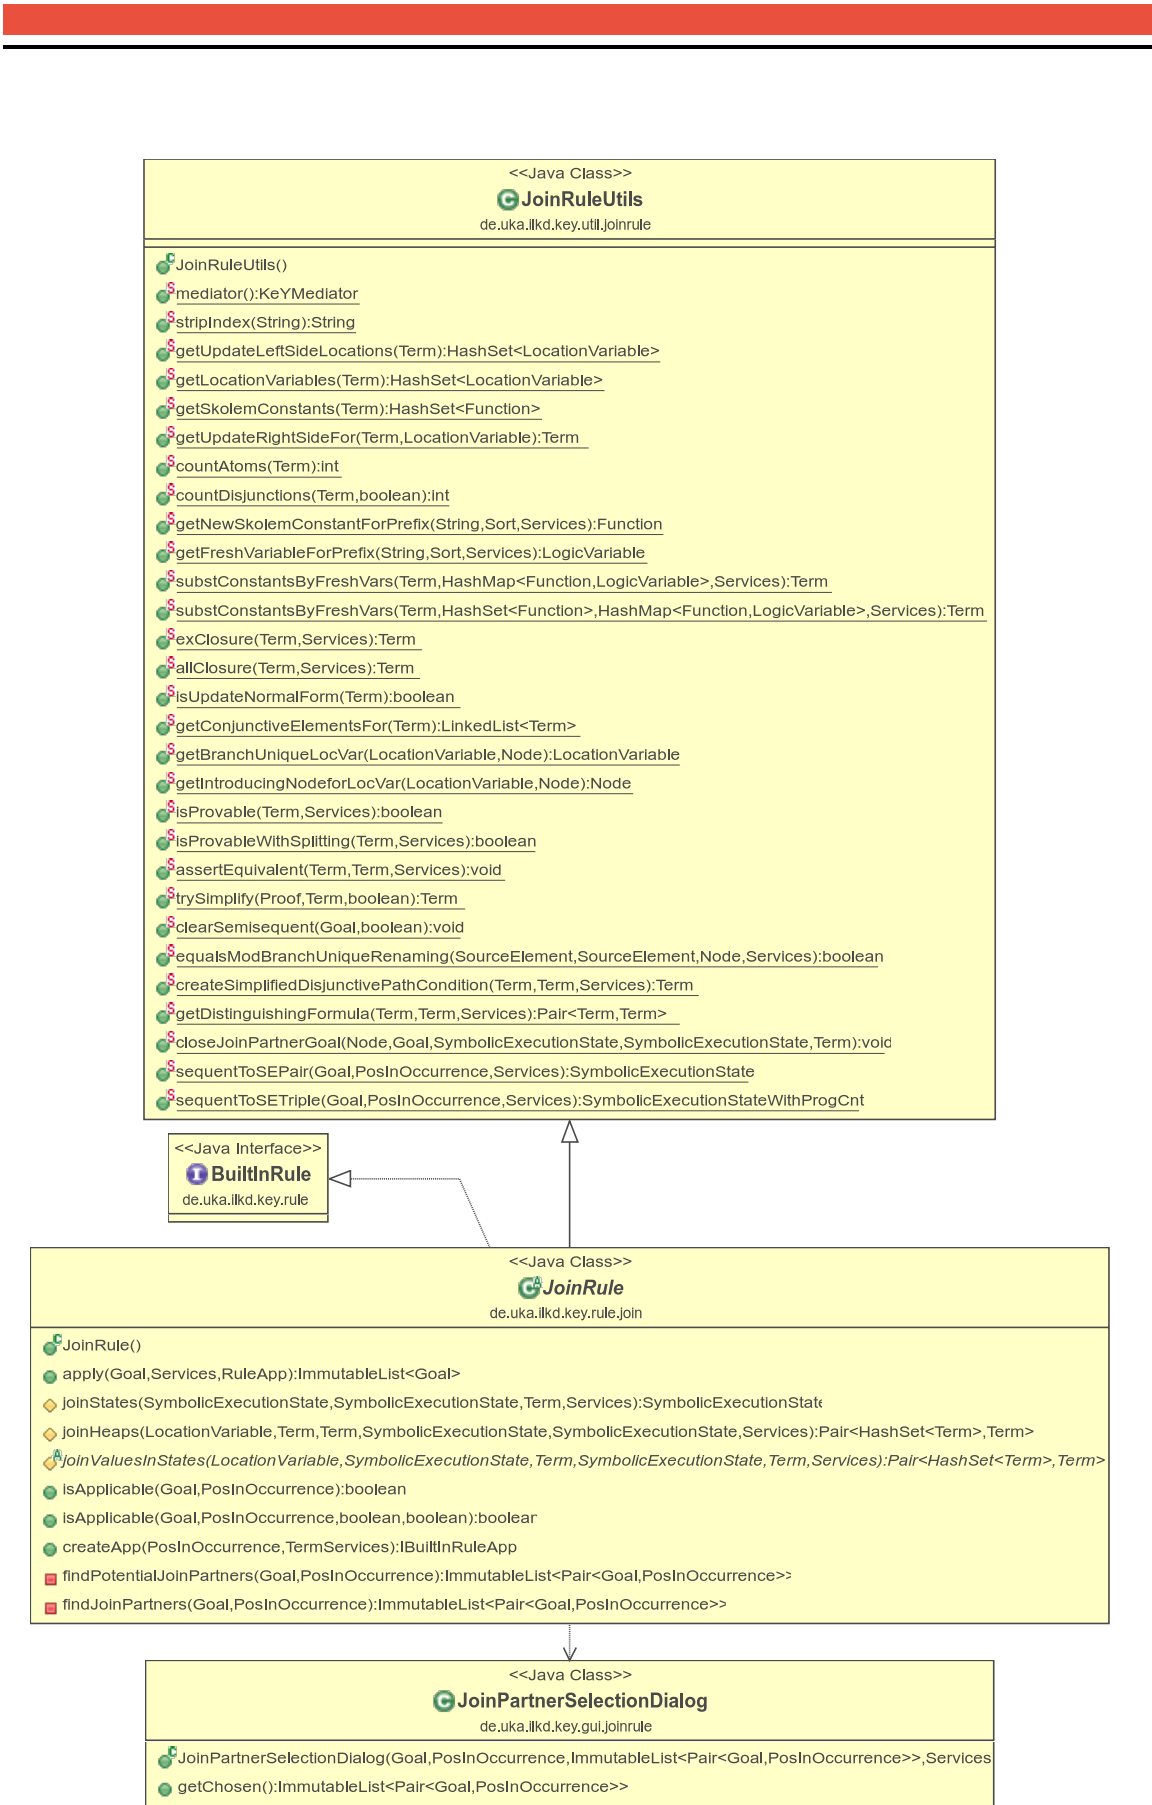 <<Java Class>>
JoinRuleUtils
de.uka.ilkd.key.util.joinrule
JoinRuleUtils()
mediator():KeYMediator
stripIndex(String):String
getUpdateLeftSideLocations(Term):HashSet<LocationVariable>
getLocationVariables(Term):HashSet<LocationVariable>
getSkolemConstants(Term):HashSet<Function>
getUpdateRightSideFor(Term,LocationVariable):Term
countAtoms(Term):int
countDisjunctions(Term,boolean):int
getNewSkolemConstantForPrefix(String,Sort,Services):Function
getFreshVariableForPrefix(String,Sort,Services):LogicVariable
substConstantsByFreshVars(Term,HashMap<Function,LogicVariable>,Services):Term
substConstantsByFreshVars(Term,HashSet<Function>,HashMap<Function,LogicVariable>,Services):Term
exClosure(Term,Services):Term
allClosure(Term,Services):Term
isUpdateNormalForm(Term):boolean
getConjunctiveElementsFor(Term):LinkedList<Term>
getBranchUniqueLocVar(LocationVariable,Node):LocationVariable
getIntroducingNodeforLocVar(LocationVariable,Node):Node
isProvable(Term,Services):boolean
isProvableWithSplitting(Term,Services):boolean
assertEquivalent(Term,Term,Services):void
trySimplify(Proof,Term,boolean):Term
clearSemisequent(Goal,boolean):void
equalsModBranchUniqueRenaming(SourceElement,SourceElement,Node,Services):boolean
createSimplifiedDisjunctivePathCondition(Term,Term,Services):Term
getDistinguishingFormula(Term,Term,Services):Pair<Term,Term>
closeJoinPartnerGoal(Node,Goal,SymbolicExecutionState,SymbolicExecutionState,Term):void
sequentToSEPair(Goal,PosInOccurrence,Services):SymbolicExecutionState
sequentToSETriple(Goal,PosInOccurrence,Services):SymbolicExecutionStateWithProgCnt
<<Java Interface>>
BuiltInRule
de.uka.ilkd.key.rule
<<Java Class>>
JoinRule
de.uka.ilkd.key.rule.join
JoinRule()
apply(Goal,Services,RuleApp):ImmutableList<Goal>
joinStates(SymbolicExecutionState,SymbolicExecutionState,Term,Services):SymbolicExecutionState
joinHeaps(LocationVariable,Term,Term,SymbolicExecutionState,SymbolicExecutionState,Services):Pair<HashSet<Term>,Term>
joinValuesInStates(LocationVariable,SymbolicExecutionState,Term,SymbolicExecutionState,Term,Services):Pair<HashSet<Term>,Term>
isApplicable(Goal,PosInOccurrence):boolean
isApplicable(Goal,PosInOccurrence,boolean,boolean):boolean
createApp(PosInOccurrence,TermServices):IBuiltInRuleApp
findPotentialJoinPartners(Goal,PosInOccurrence):ImmutableList<Pair<Goal,PosInOccurrence>>
findJoinPartners(Goal,PosInOccurrence):ImmutableList<Pair<Goal,PosInOccurrence>>
<<Java Class>>
JoinPartnerSelectionDialog
de.uka.ilkd.key.gui.joinrule
JoinPartnerSelectionDialog(Goal,PosInOccurrence,ImmutableList<Pair<Goal,PosInOccurrence>>,Services
getChosen():ImmutableList<Pair<Goal,PosInOccurrence>>